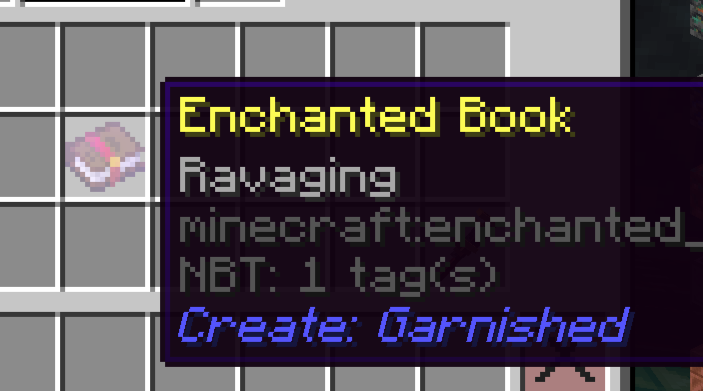 Enchanted Book
Ravaging
minecraft:enchanted_
NBT: 1 tag(s)
Create: Garnished